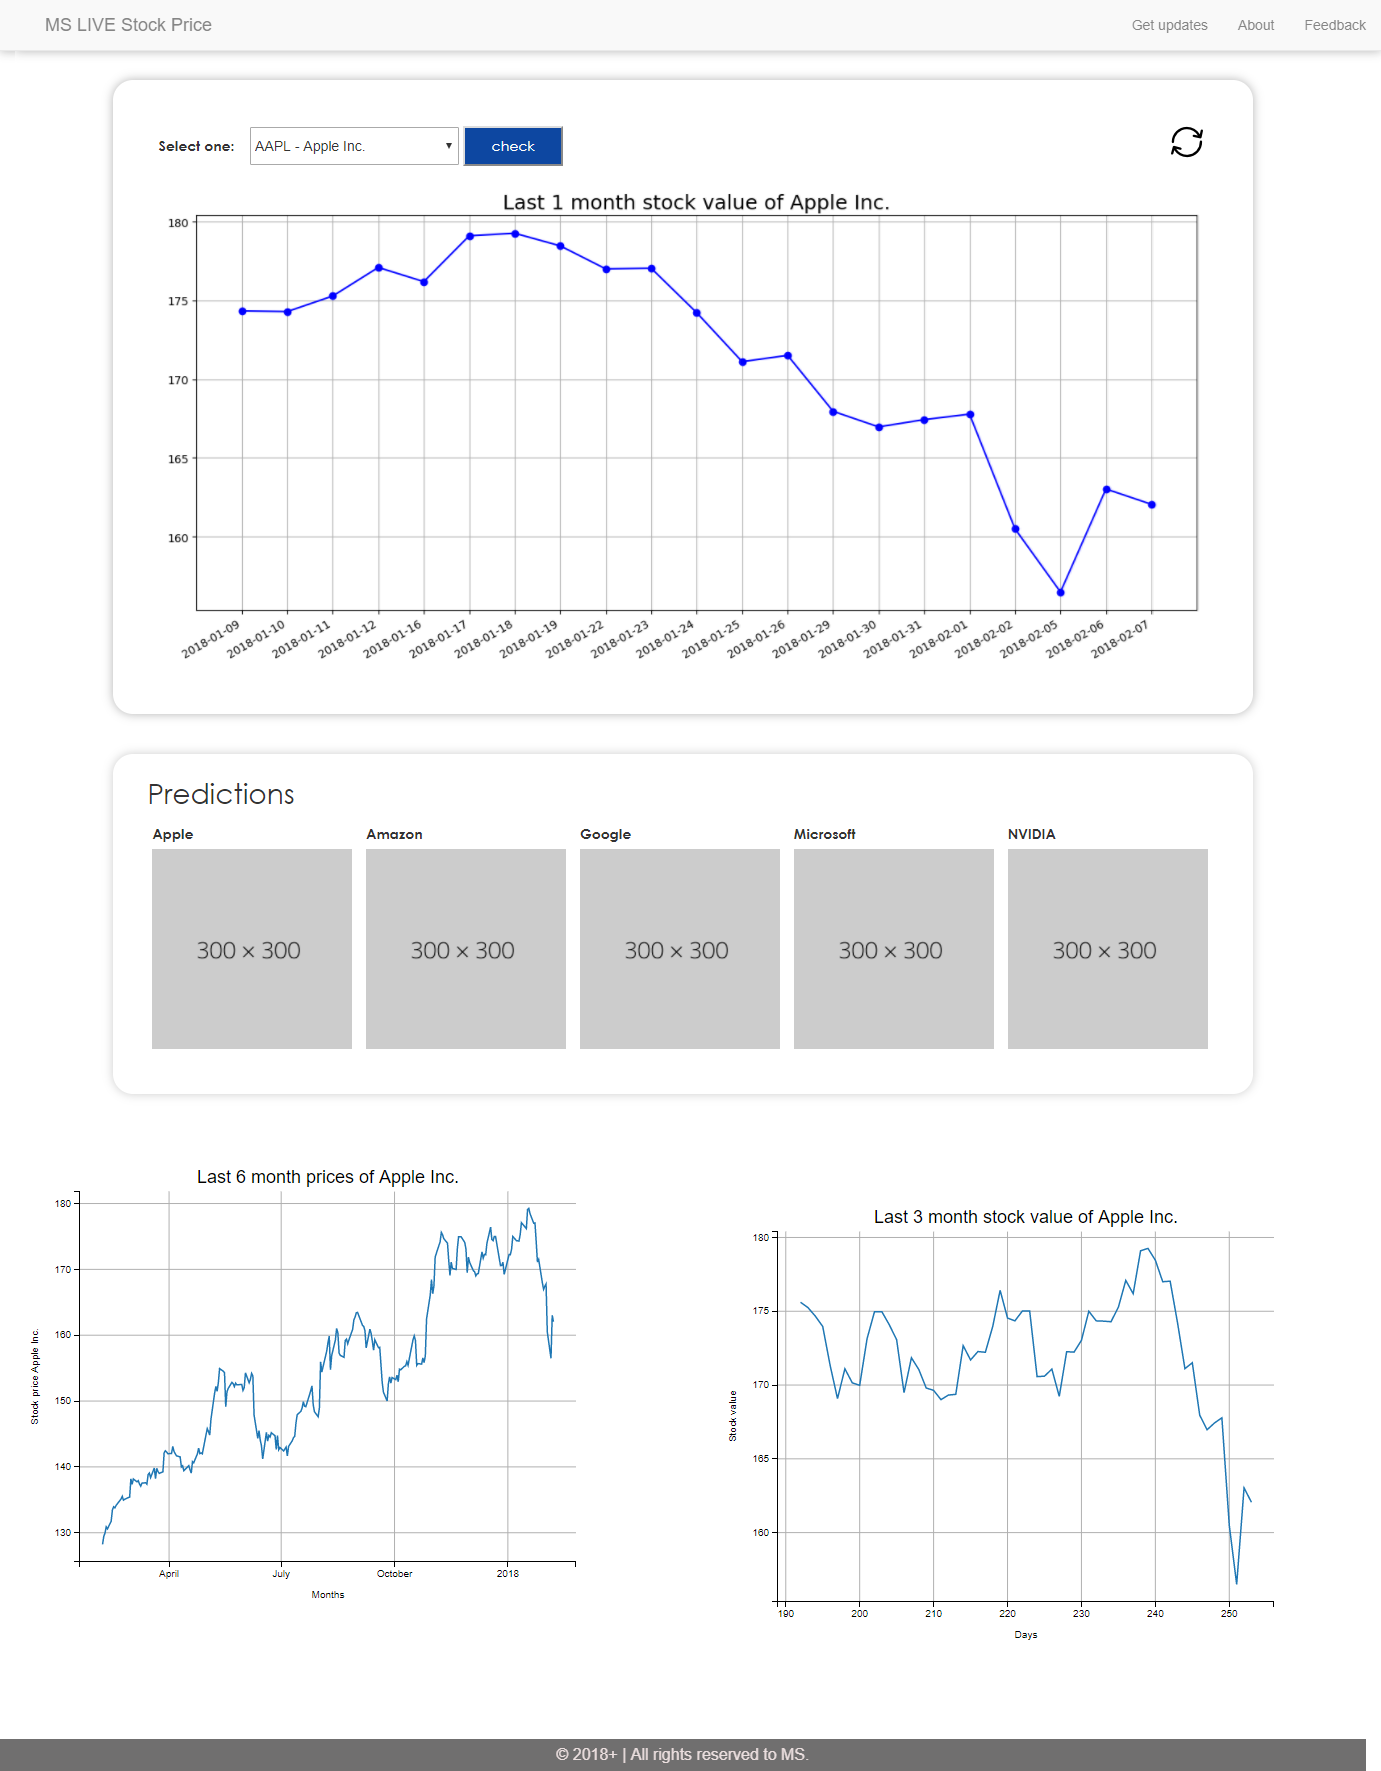 MS LIVE Stock Price
Get updates About Feedback
Select one: AAPL - Apple Inc. check
Last 1 month stock value of Apple Inc.
180
175
170
165
160
2018-01-09 2018-01-10 2018-01-11 2018-01-12 2018-01-16 2018-01-17 2018-01-18 2018-01-19 2018-01-22 2018-01-23 2018-01-24 2018-01-25 2018-01-26 2018-01-29 2018-01-30 2018-01-31 2018-02-01 2018-02-02 2018-02-05 2018-02-06 2018-02-07
Predictions
Apple Amazon Google Microsoft NVIDIA
300 × 300 300 × 300 300 × 300 300 × 300 300 × 300
Last 6 month prices of Apple Inc.
180
170
160
150
140
130
Stock price Apple Inc.
April July October 2018
Months
Last 3 month stock value of Apple Inc.
180
175
170
165
160
Stock value
190 200 210 220 230 240 250
Days
© 2018+ | All rights reserved to MS.